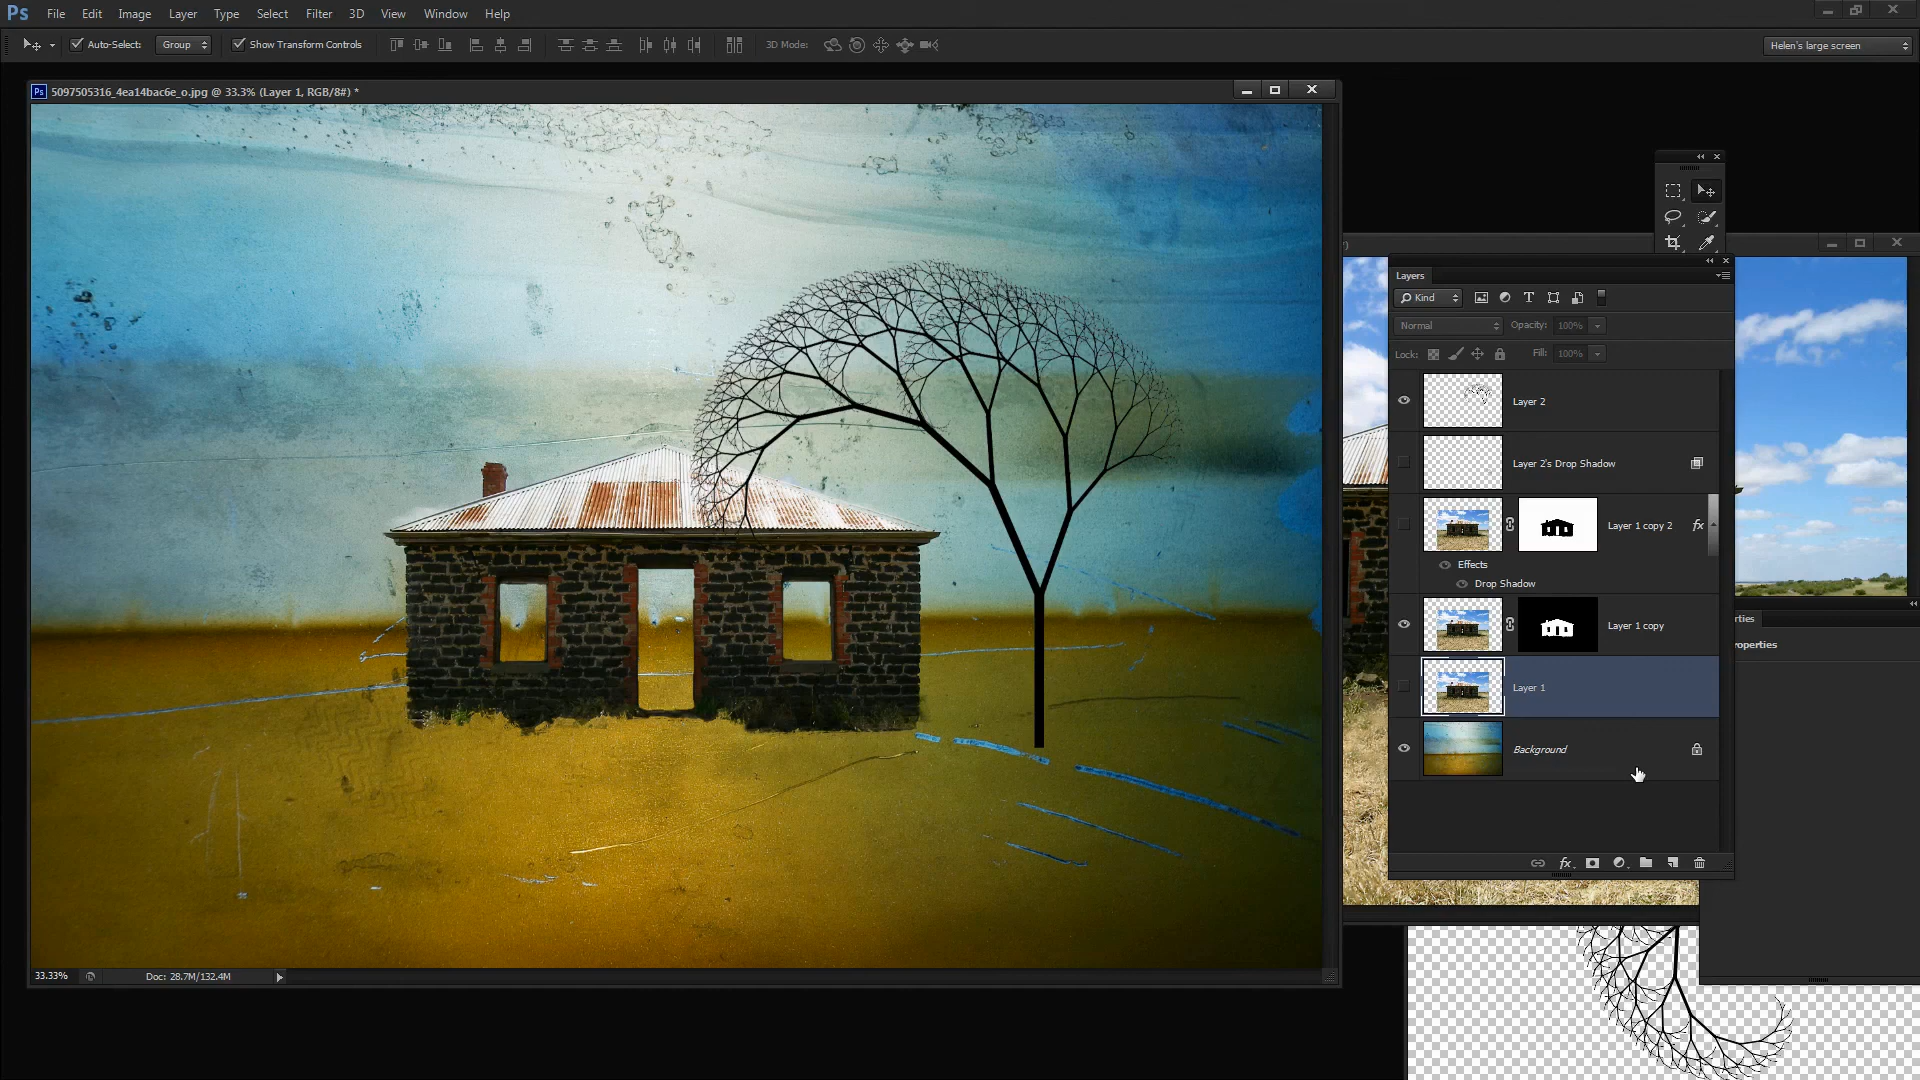 Ps File Edit Image Layer Type Select Filter 3D View Window Help
Auto-Select: Group Show Transform Controls 3D Mode: Helen's large screen
Ps 5097505316_4ea14bac6e_o.jpg @ 33.3% (Layer 1, RGB/8#) *
Layers
Kind
Normal Opacity: 100%
Lock: Fill: 100%
Layer 2
Layer 2's Drop Shadow
Layer 1 copy 2 fx
Effects
Drop Shadow
Layer 1 copy
Layer 1
Background
fx
rties
roperties
33.33% Doc: 28.7M/132.4M